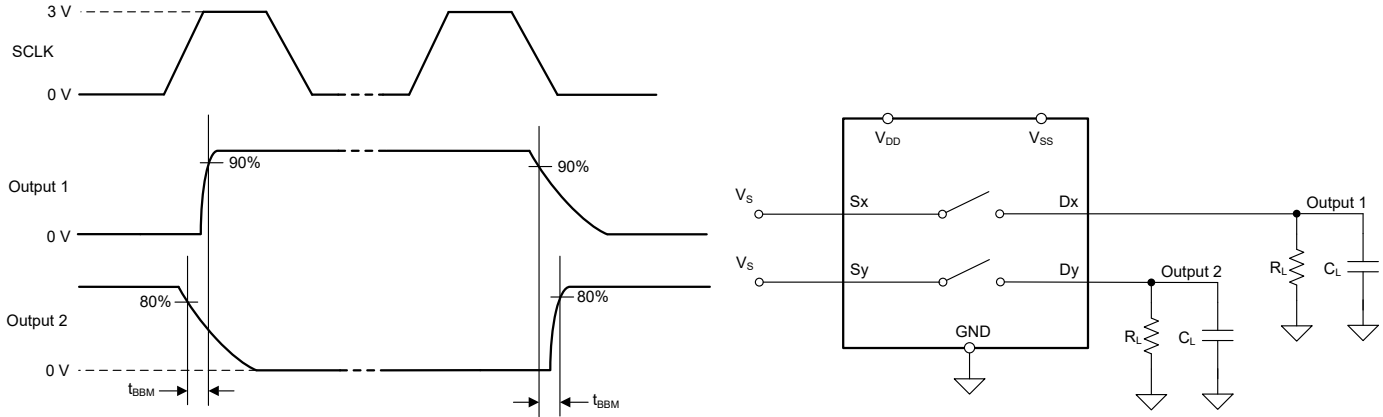 3 V
SCLK
0 V
90%
90%
Output 1
0 V
80%
80%
Output 2
0 V
tBBM
tBBM
VDD
VSS
VS
Sx
Dx
Output 1
VS
Sy
Dy
Output 2
RL
CL
GND
RL
CL